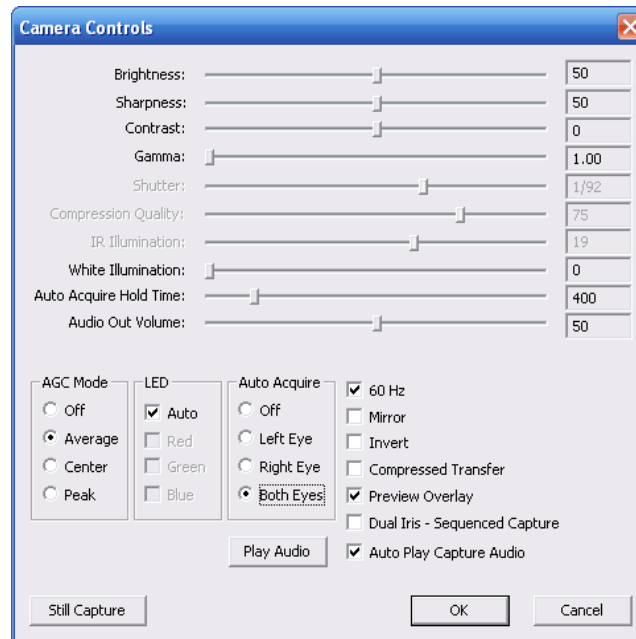 Camera Controls
Brightness: 50
Sharpness: 50
Contrast: 0
Gamma: 1.00
Shutter: 1/92
Compression Quality: 75
IR Illumination: 19
White Illumination: 0
Auto Acquire Hold Time: 400
Audio Out Volume: 50
AGC Mode
Off
Average
Center
Peak
LED
Auto
Red
Green
Blue
Auto Acquire
Off
Left Eye
Right Eye
Both Eyes
60 Hz
Mirror
Invert
Compressed Transfer
Preview Overlay
Dual Iris - Sequenced Capture
Auto Play Capture Audio
Play Audio
Still Capture
OK
Cancel